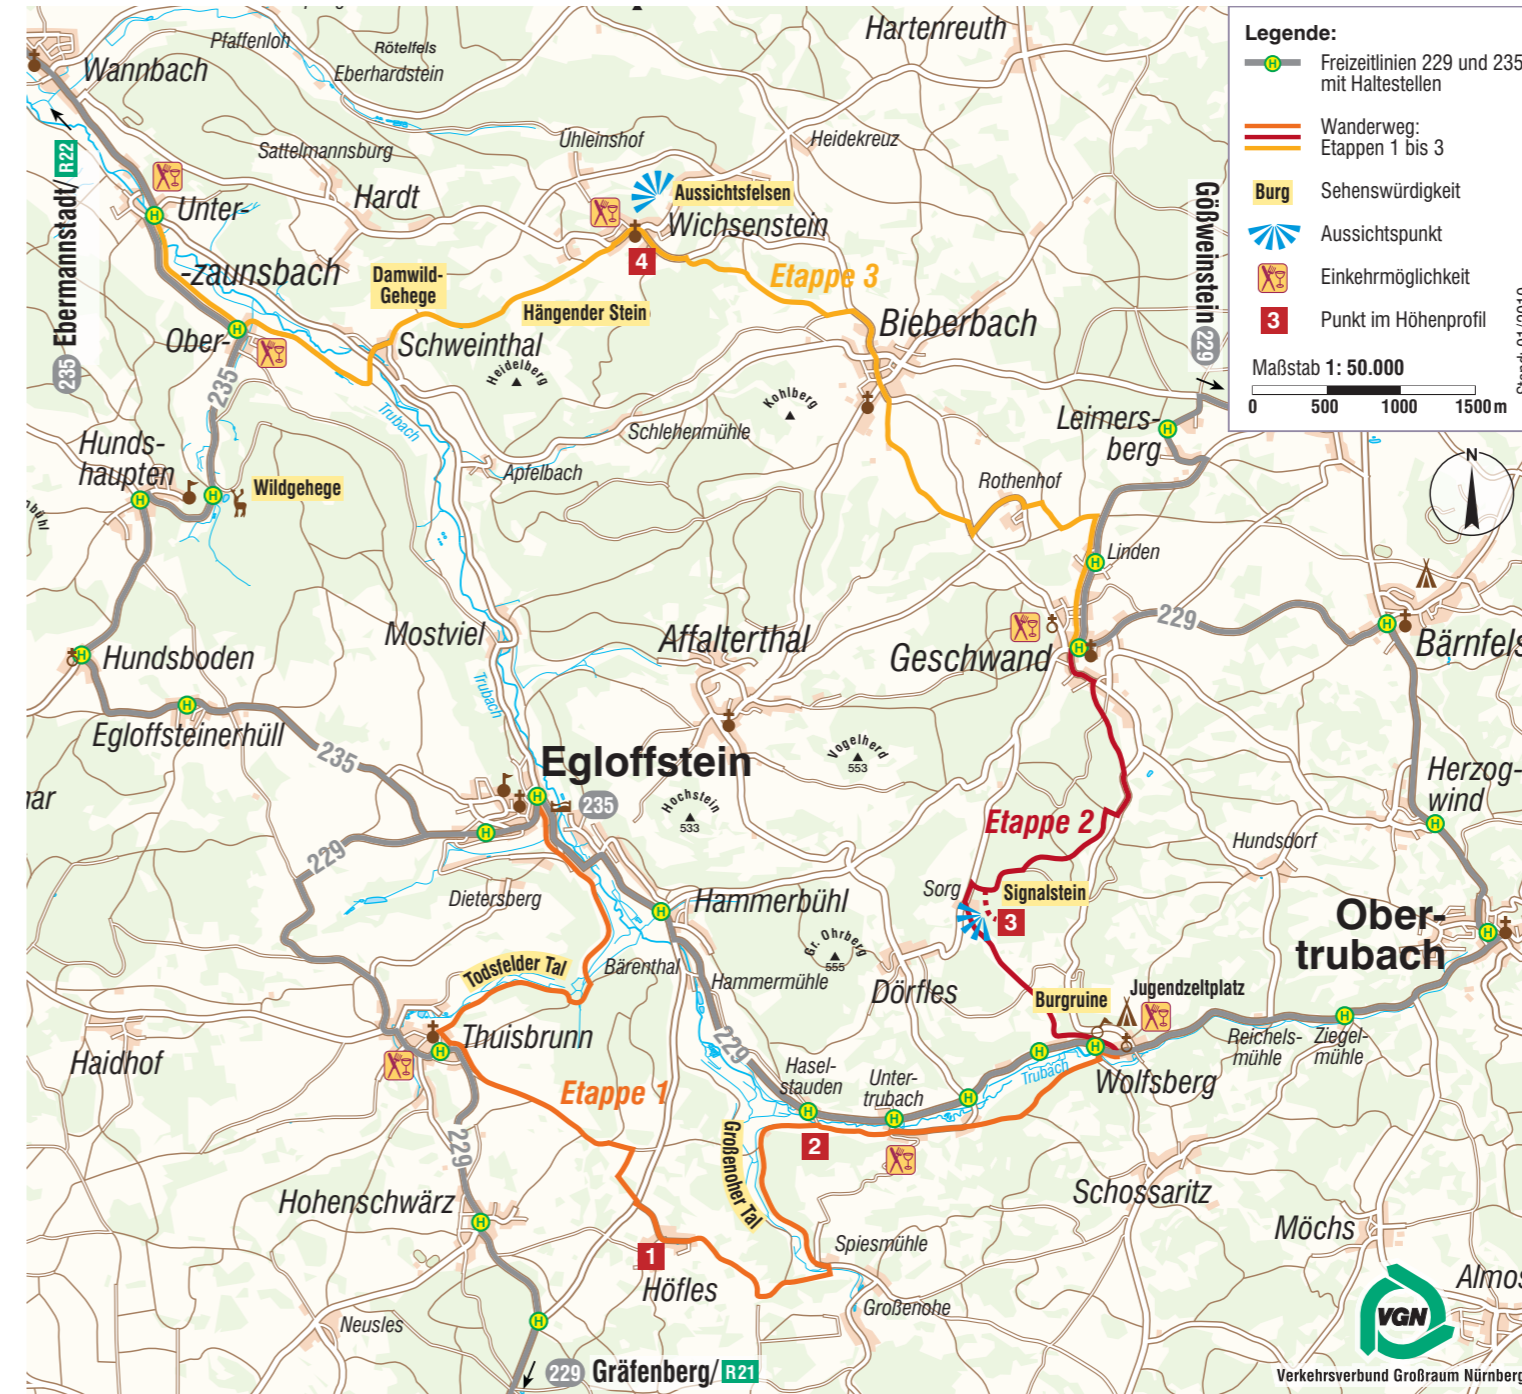 Hartenreuth
Pfaffenloh
Rötelfels
Eberhardstein
Wannbach
Legende:
Freizeitlinien 229 und 235
mit Haltestellen
Wanderweg:
Etappen 1 bis 3
Burg
Sehenswürdigkeit
Aussichtspunkt
Einkehrmöglichkeit
3
Punkt im Höhenprofil
Maßstab 1: 50.000
0 500 1000 1500 m
N
Sattelmannsburg
Ühleinshof
Heidekreuz
Hardt
Aussichtsfelsen
Wichsenstein
4
235 Ebermannstadt/ R22
Gößweinstein 229
Unter-
-zaunsbach
Ober-
Damwild-
Gehege
Hängender Stein
Etappe 3
Bieberbach
Schweinthal
Heidelberg
Kohlberg
235
Trubach
Schlehenmühle
Apfelbach
Leimers-
berg
Hunds-
haupten
Wildgehege
Rothenhof
Linden
Mostviel
Affalterthal
Geschwand
229
Bärnfels
Hundsboden
Trubach
Egloffsteinerhüll
235
Egloffstein
235
Vogelherd
553
Hochstein
533
Herzog-
wind
Etappe 2
Hundsdorf
229
Dietersberg
Hammerbühl
Sorg
Signalstein
3
Ober-
trubach
Gr. Ohrberg
555
Todsfelder Tal
Bärenthal
Hammermühle
Dörfles
Burgruine
Jugendzeltplatz
Thuisbrunn
Haidhof
229
Reichels-
mühle
Ziegel-
mühle
Hasel-
stauden
Unter-
trubach
Trubach
Wolfsberg
Etappe 1
2
229
Großenoher Tal
Schossaritz
Hohenschwärz
Möchs
Spiesmühle
1
Höfles
Großenohe
Neusles
VGN
229 Gräfenberg/ R21
Verkehrsverbund Großraum Nürnberg